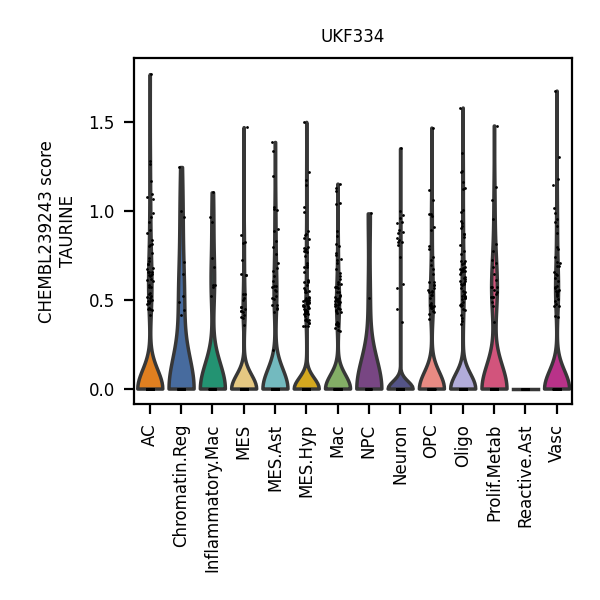 UKF334
CHEMBL239243 score
TAURINE
1.5
1.0
0.5
0.0
AC
Chromatin.Reg
Inflammatory.Mac
MES
MES.Ast
MES.Hyp
Mac
NPC
Neuron
OPC
Oligo
Prolif.Metab
Reactive.Ast
Vasc